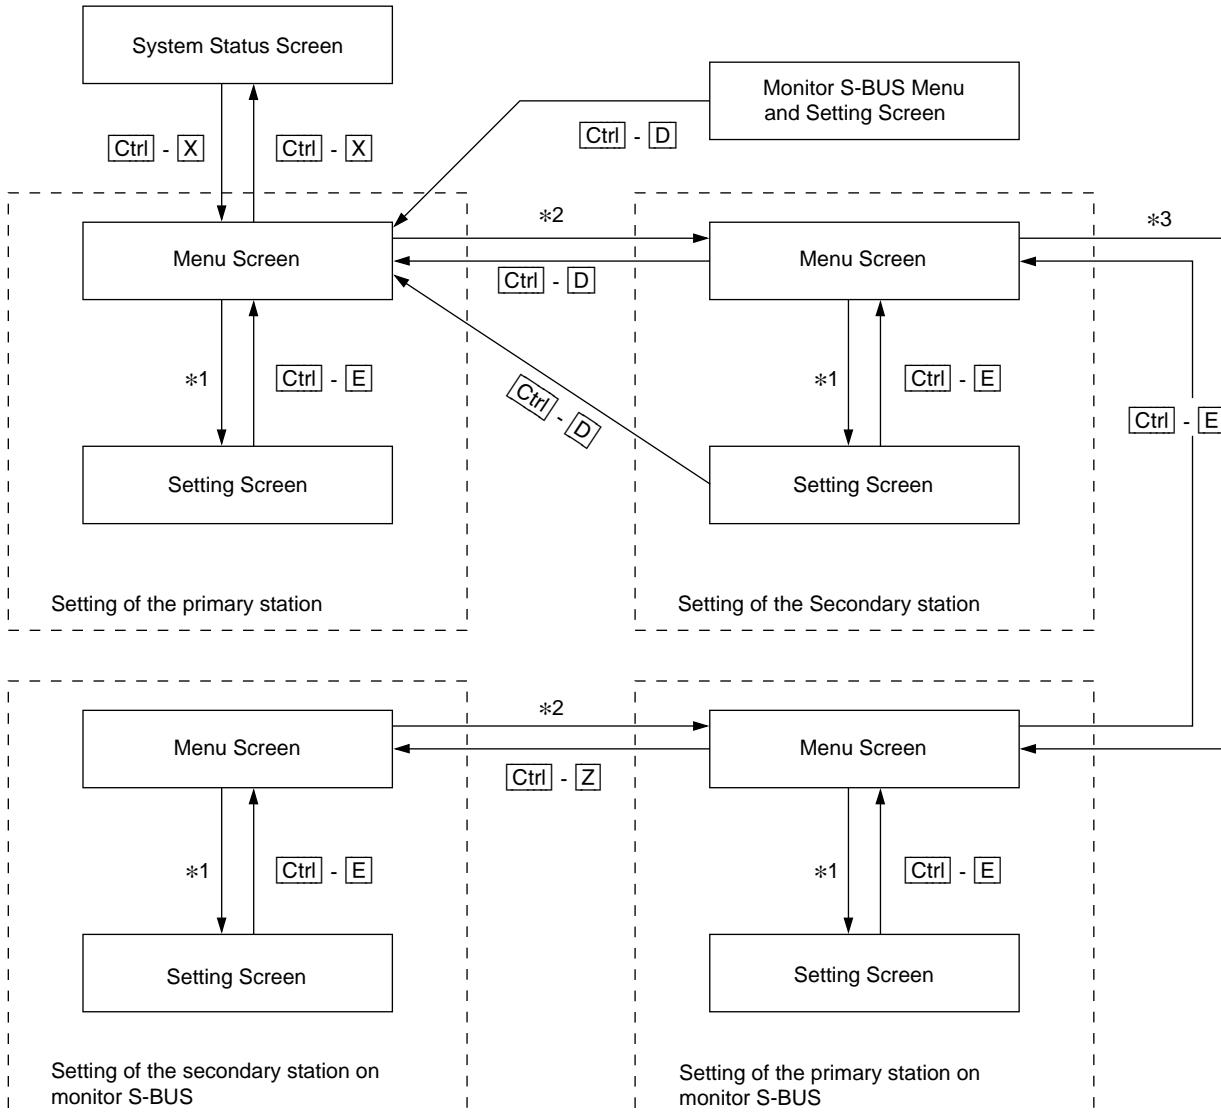 System Status Screen
Monitor S-BUS Menu
and Setting Screen
Ctrl - X
Ctrl - X
Ctrl - D
Menu Screen
*2
Ctrl - D
Menu Screen
*3
*1
Ctrl - E
Ctrl - D
*1
Ctrl - E
Ctrl - E
Setting Screen
Setting Screen
Setting of the primary station
Setting of the Secondary station
Menu Screen
*2
Ctrl - Z
Menu Screen
*1
Ctrl - E
*1
Ctrl - E
Setting Screen
Setting Screen
Setting of the secondary station on
monitor S-BUS
Setting of the primary station on
monitor S-BUS